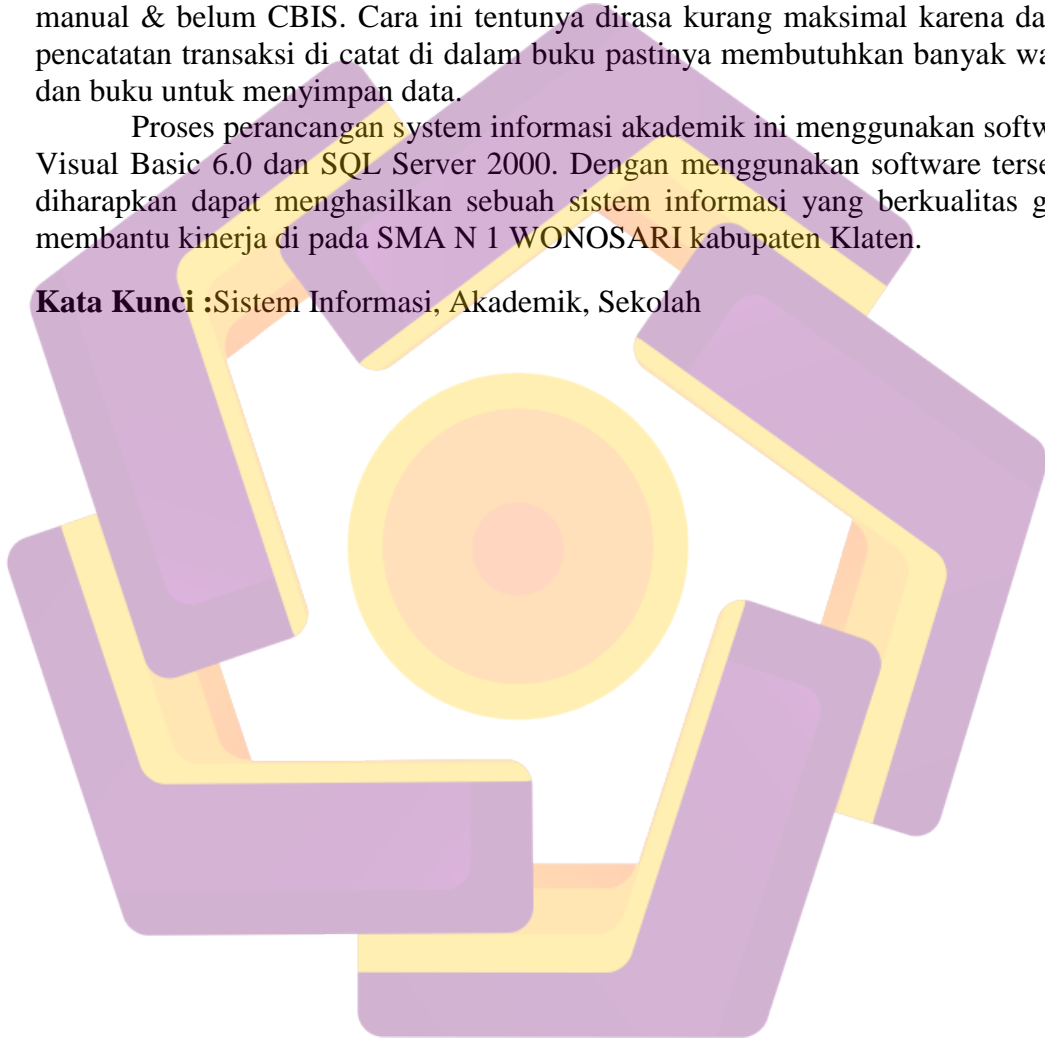 manual & belum CBIS. Cara ini tentunya dirasa kurang maksimal karena da
pencatatan transaksi di catat di dalam buku pastinya membutuhkan banyak wa
dan buku untuk menyimpan data.
Proses perancangan system informasi akademik ini menggunakan softw
Visual Basic 6.0 dan SQL Server 2000. Dengan menggunakan software terse
diharapkan dapat menghasilkan sebuah sistem informasi yang berkualitas g
membantu kinerja di pada SMA N 1 WONOSARI kabupaten Klaten.
Kata Kunci :Sistem Informasi, Akademik, Sekolah